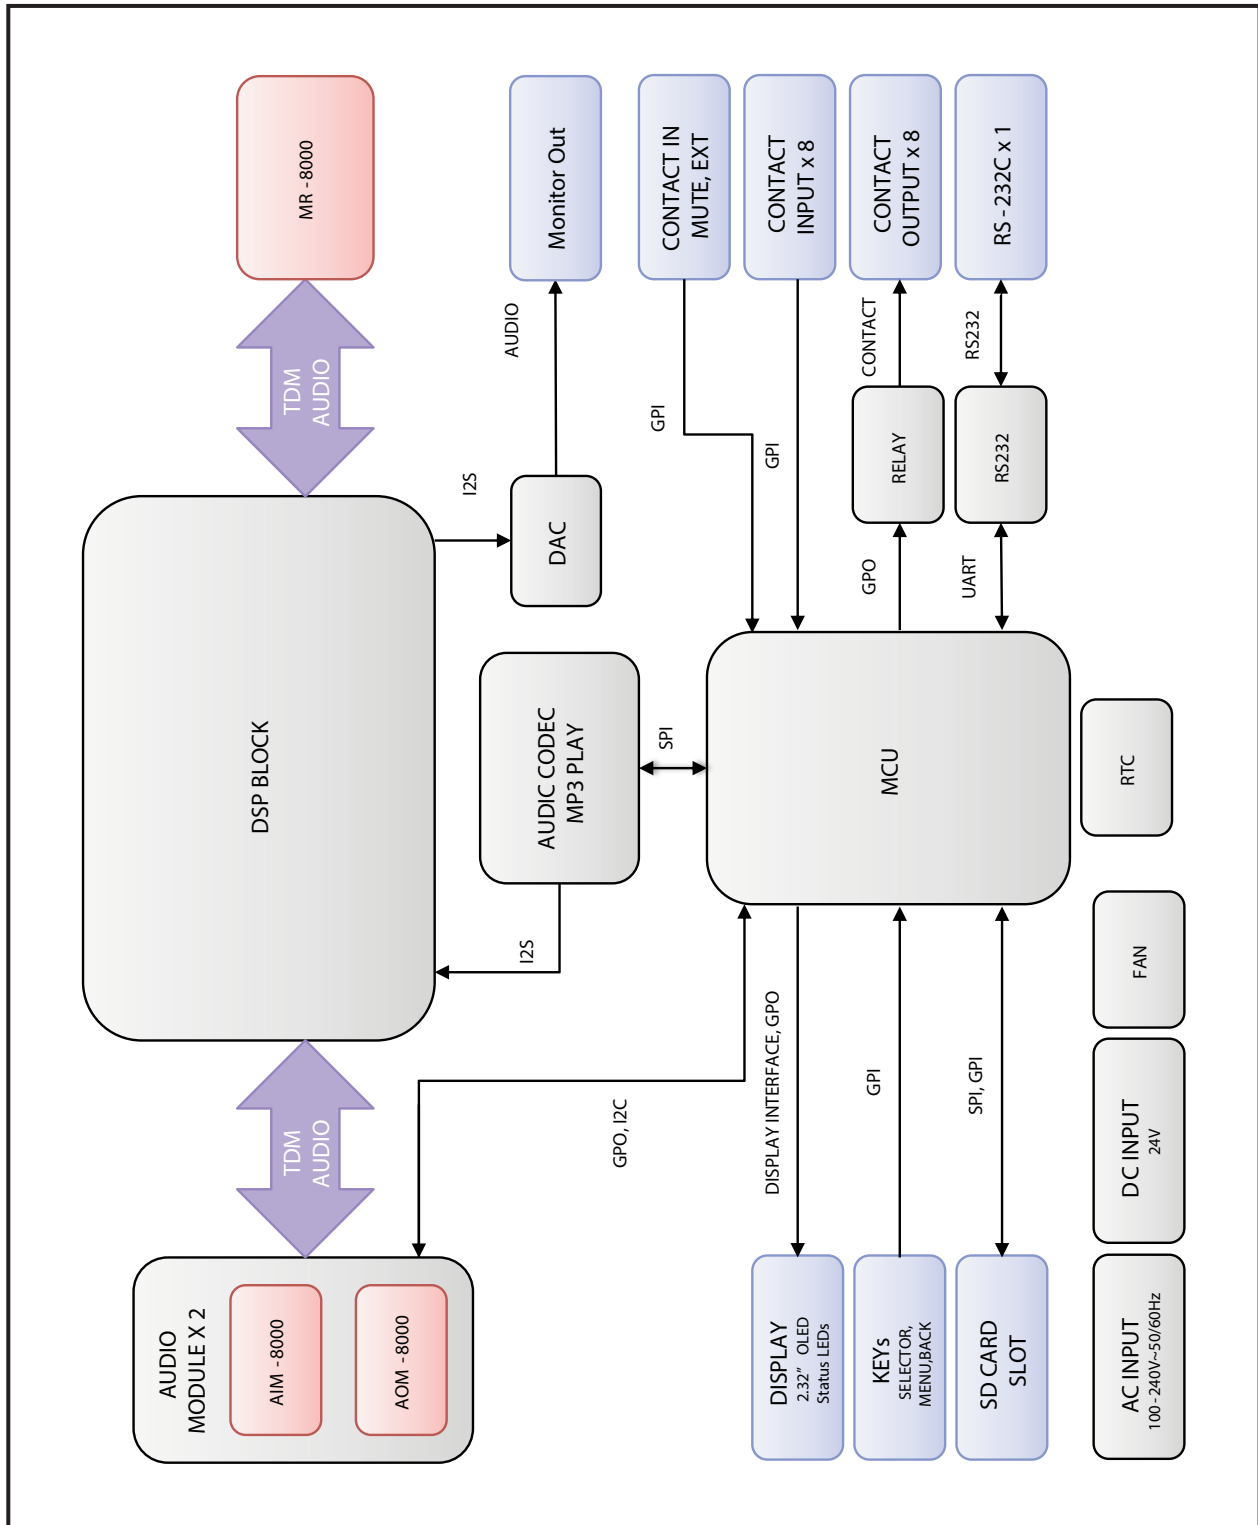 AUDIO
MODULE X 2
AIM - 8000
AOM - 8000
TDM
AUDIO
DSP BLOCK
TDM
AUDIO
MR - 8000
I2S
AUDIC CODEC
MP3 PLAY
SPI
I2S
DAC
AUDIO
Monitor Out
GPO, I2C
DISPLAY
2.32" OLED
Status LEDs
DISPLAY INTERFACE, GPO
KEYs
SELECTOR,
MENU,BACK
GPI
SD CARD
SLOT
SPI, GPI
MCU
GPI
CONTACT IN
MUTE, EXT
GPI
CONTACT
INPUT x 8
GPO
RELAY
CONTACT
CONTACT
OUTPUT x 8
UART
RS232
RS232
RS - 232C x 1
AC INPUT
100 - 240V~50/60Hz
DC INPUT
24V
FAN
RTC